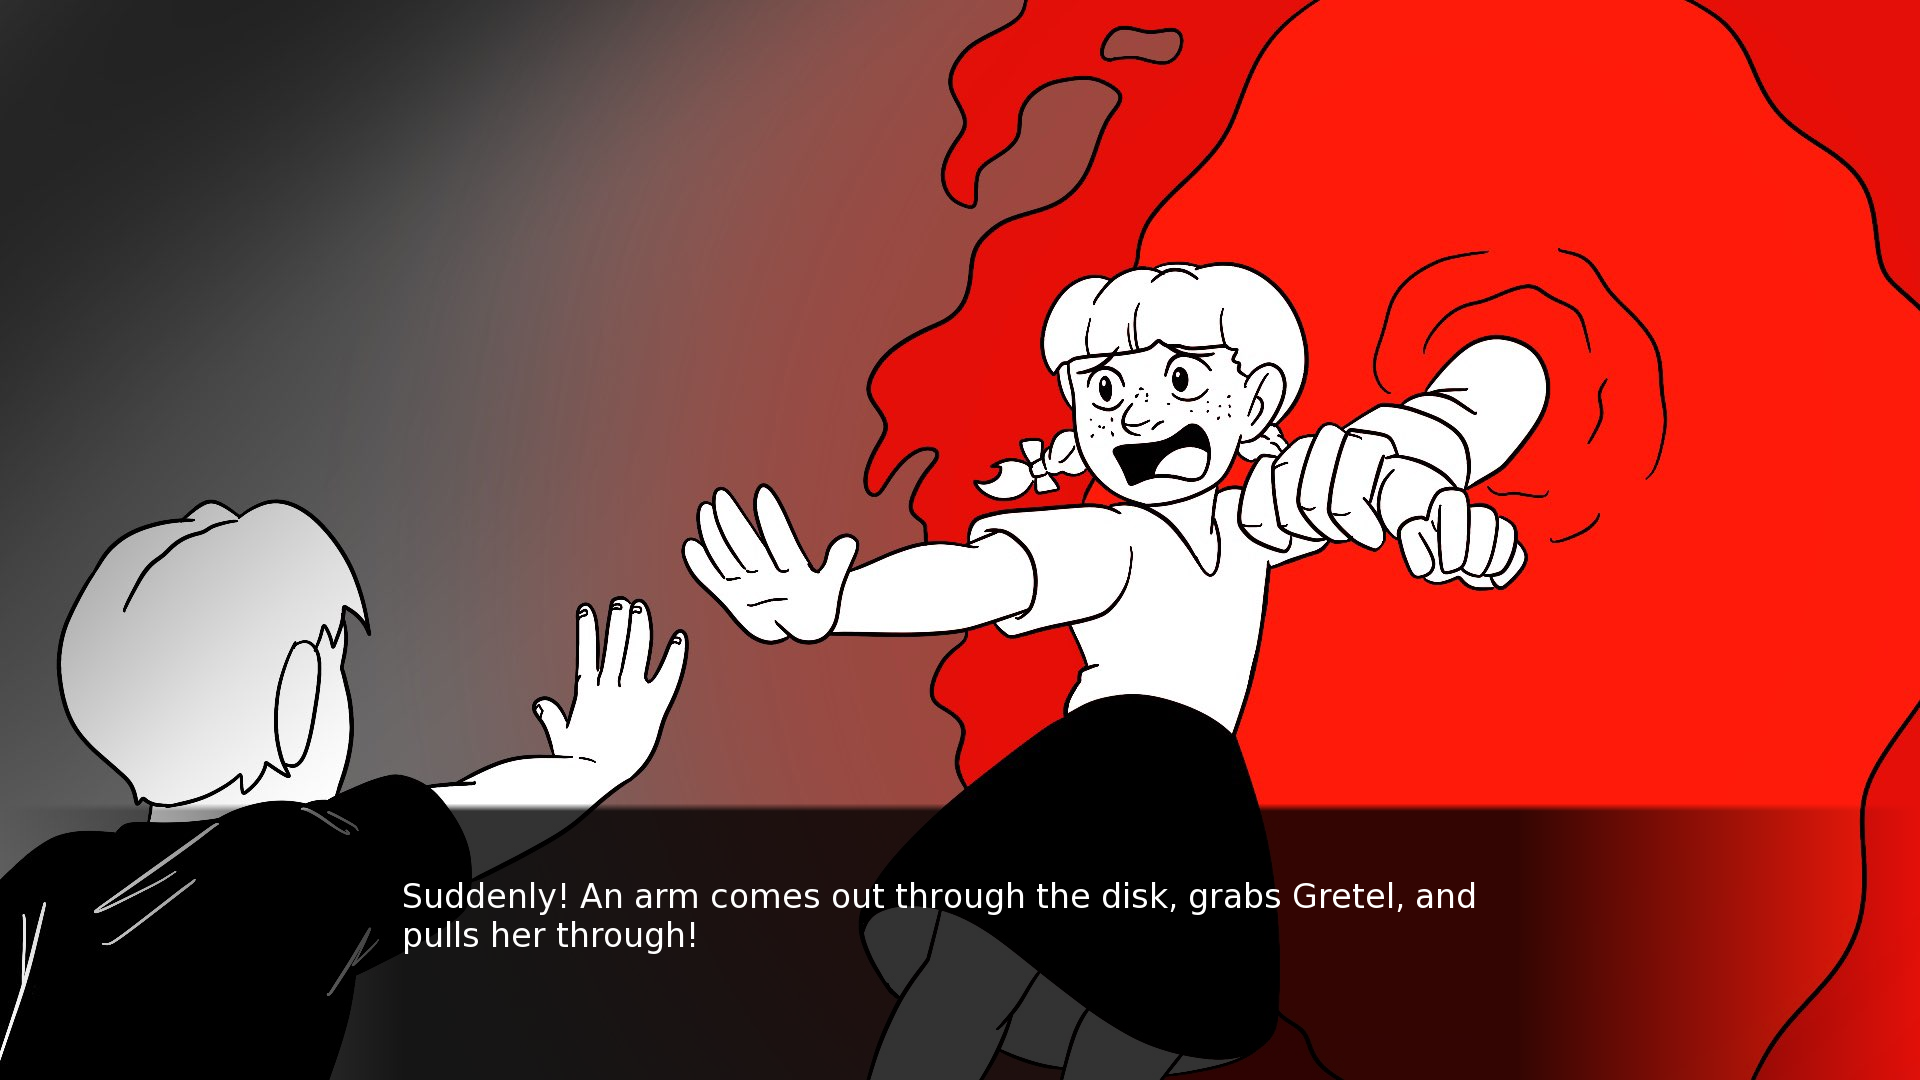 Suddenly! An arm comes out through the disk, grabs Gretel, and
pulls her through!